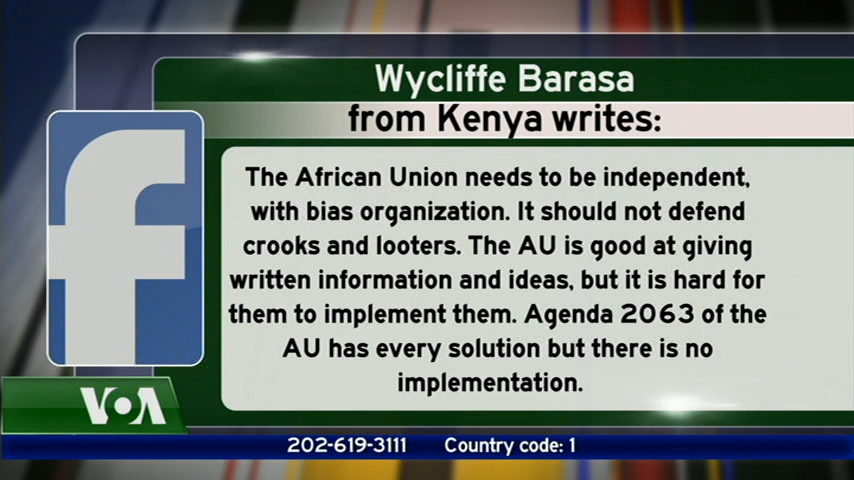 Wycliffe Barasa
from Kenya writes:
The African Union needs to be independent,
with bias organization. It should not defend
crooks and looters. The AU is good at giving
written information and ideas, but it is hard for
them to implement them. Agenda 2063 of the
AU has every solution but there is no
implementation.
f
VOA
202-619-3111 Country code: 1